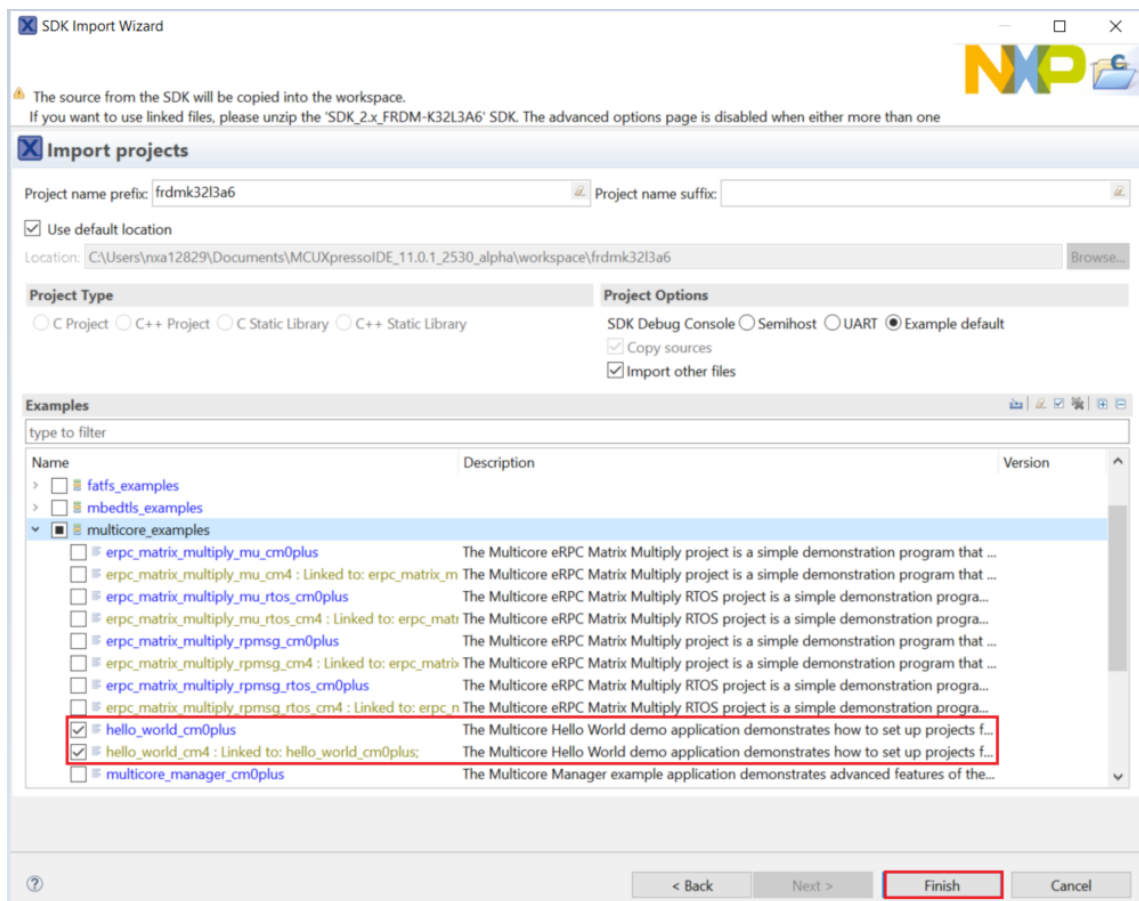 SDK Import Wizard
NXP
The source from the SDK will be copied into the workspace.
If you want to use linked files, please unzip the 'SDK_2.x_FRDM-K32L3A6' SDK. The advanced options page is disabled when either more than one
Import projects
Project name prefix: frdmk32l3a6 Project name suffix:
Use default location
Location: C:\Users\nxa12829\Documents\MCUXpressoIDE_11.0.1_2530_alpha\workspace\frdmk32l3a6 Browse...
Project Type Project Options
C Project C++ Project C Static Library C++ Static Library SDK Debug Console Semihost UART Example default
Copy sources
Import other files
Examples
type to filter
Name Description Version
fatfs_examples
mbedtls_examples
multicore_examples
erpc_matrix_multiply_mu_cm0plus The Multicore eRPC Matrix Multiply project is a simple demonstration program that ...
erpc_matrix_multiply_mu_cm4 : Linked to: erpc_matrix_m The Multicore eRPC Matrix Multiply project is a simple demonstration program that ...
erpc_matrix_multiply_mu_rtos_cm0plus The Multicore eRPC Matrix Multiply RTOS project is a simple demonstration progra...
erpc_matrix_multiply_mu_rtos_cm4 : Linked to: erpc_matr The Multicore eRPC Matrix Multiply RTOS project is a simple demonstration progra...
erpc_matrix_multiply_rpmsg_cm0plus The Multicore eRPC Matrix Multiply project is a simple demonstration program that ...
erpc_matrix_multiply_rpmsg_cm4 : Linked to: erpc_matrix The Multicore eRPC Matrix Multiply project is a simple demonstration program that ...
erpc_matrix_multiply_rpmsg_rtos_cm0plus The Multicore eRPC Matrix Multiply RTOS project is a simple demonstration progra...
erpc_matrix_multiply_rpmsg_rtos_cm4 : Linked to: erpc_n The Multicore eRPC Matrix Multiply RTOS project is a simple demonstration progra...
hello_world_cm0plus The Multicore Hello World demo application demonstrates how to set up projects f...
hello_world_cm4 : Linked to: hello_world_cm0plus; The Multicore Hello World demo application demonstrates how to set up projects f...
multicore_manager_cm0plus The Multicore Manager example application demonstrates advanced features of the...
< Back Next > Finish Cancel